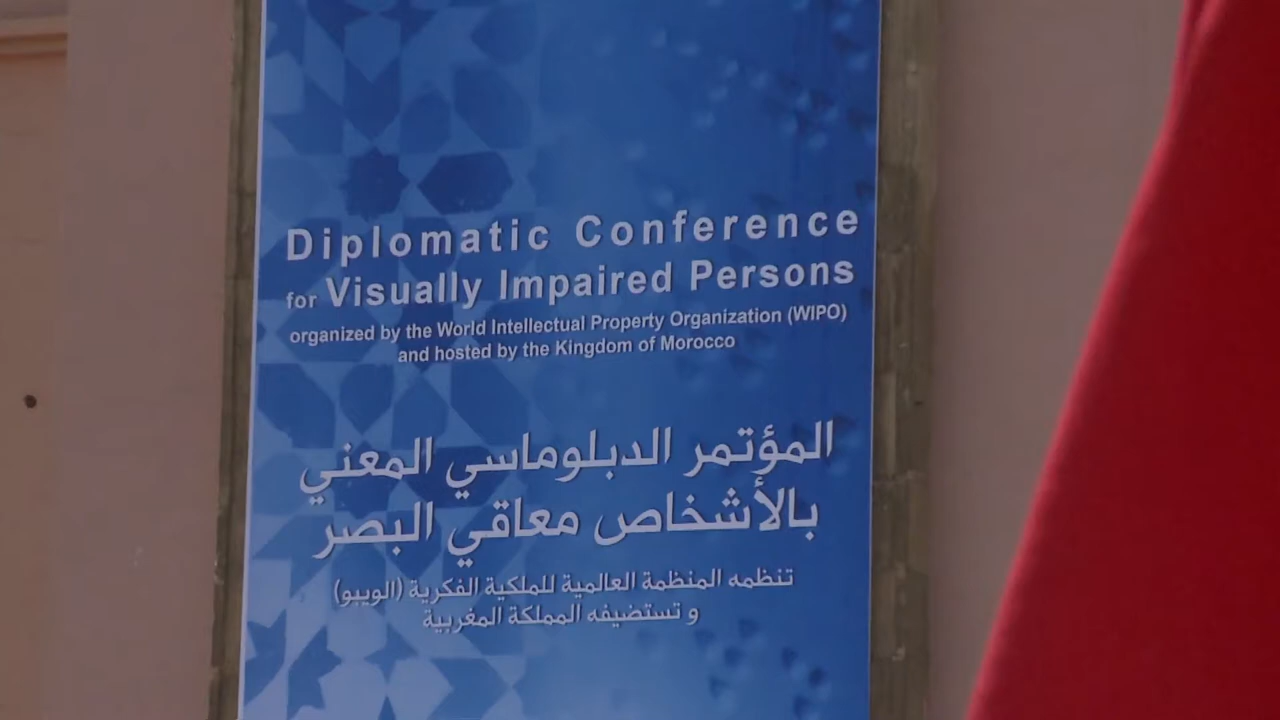 Diplomatic Conference
for Visually Impaired Persons
organized by the World Intellectual Property Organization (WIPO)
and hosted by the Kingdom of Morocco
المؤتمر الدبلوماسي المعني
بالأشخاص معاقي البصر
تنظمه المنظمة العالمية للملكية الفكرية (الويبو)
و تستضيفه المملكة المغربية